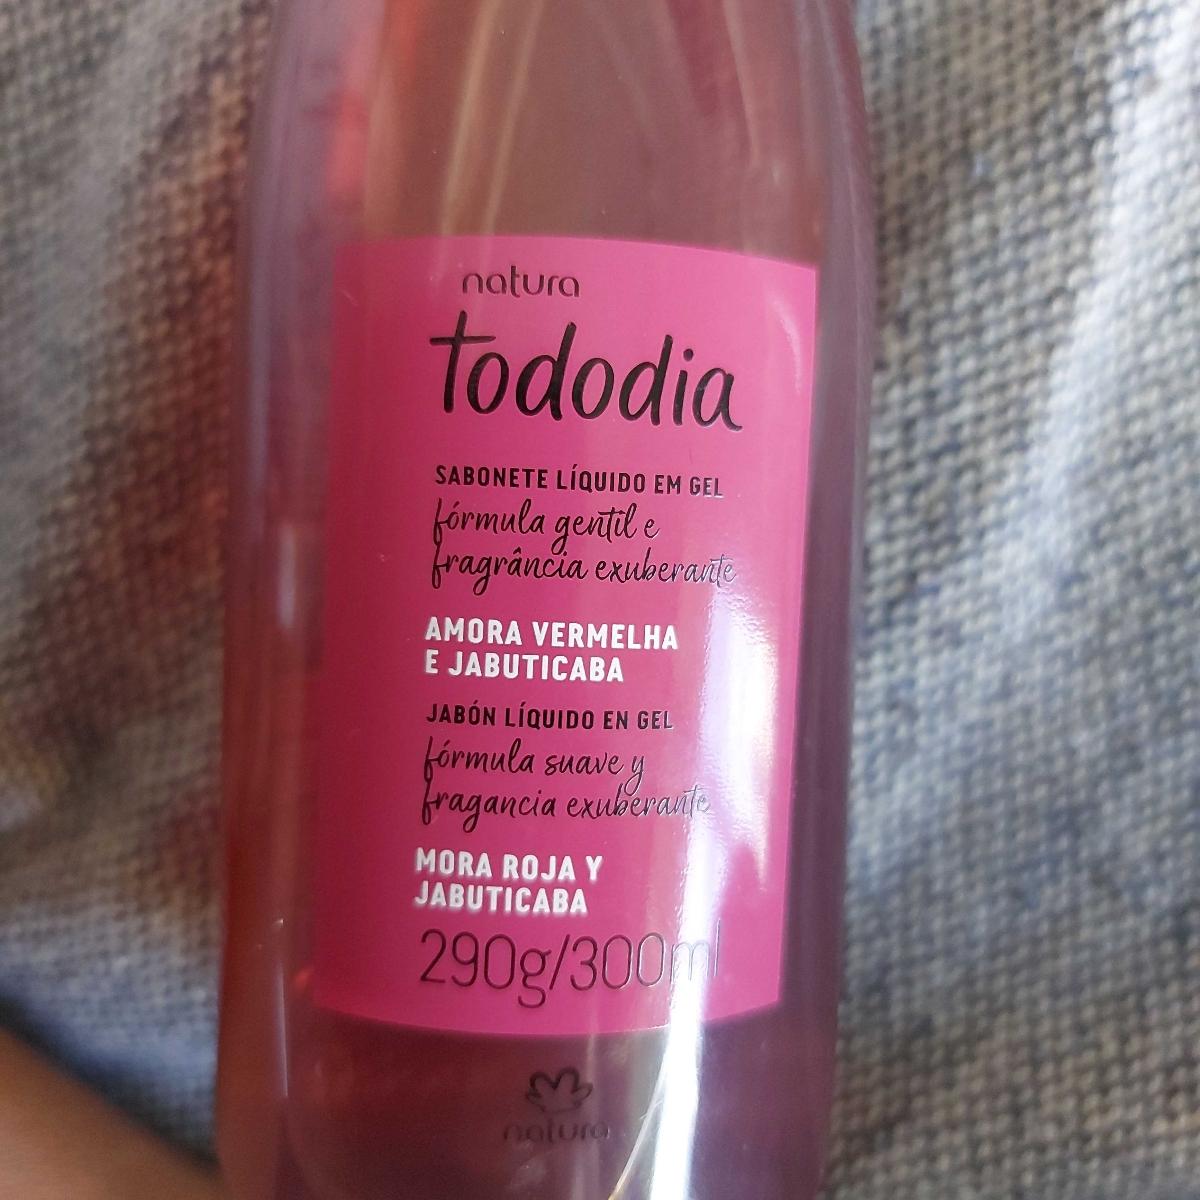 natura
tododia
SABONETE LÍQUIDO EM GEL
fórmula gentil e
fragrância exuberante
AMORA VERMELHA
E JABUTICABA
JABÓN LÍQUIDO EN GEL
fórmula suave y
fragancia exuberante
MORA ROJA Y
JABUTICABA
290g/300ml
natura